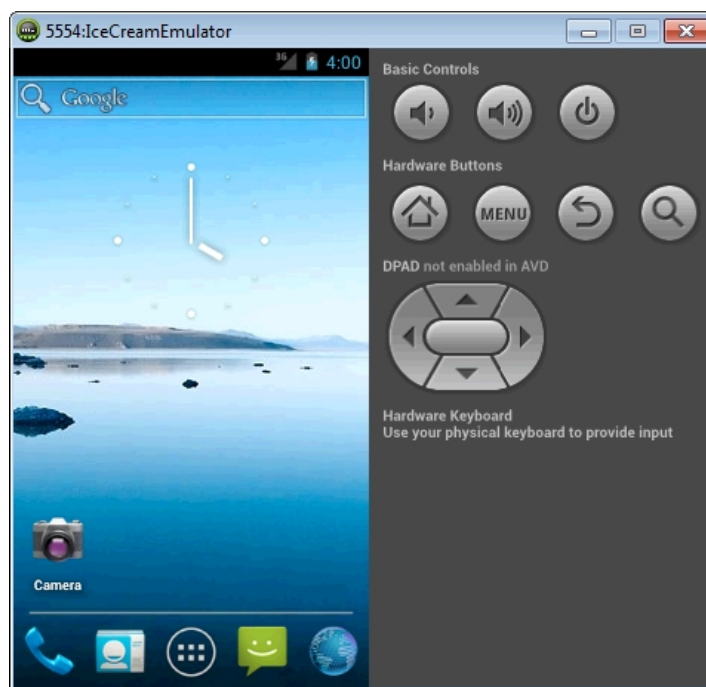 5554:IceCreamEmulator
3G 4:00
Google
Camera
Basic Controls
Hardware Buttons
MENU
DPAD not enabled in AVD
Hardware Keyboard
Use your physical keyboard to provide input